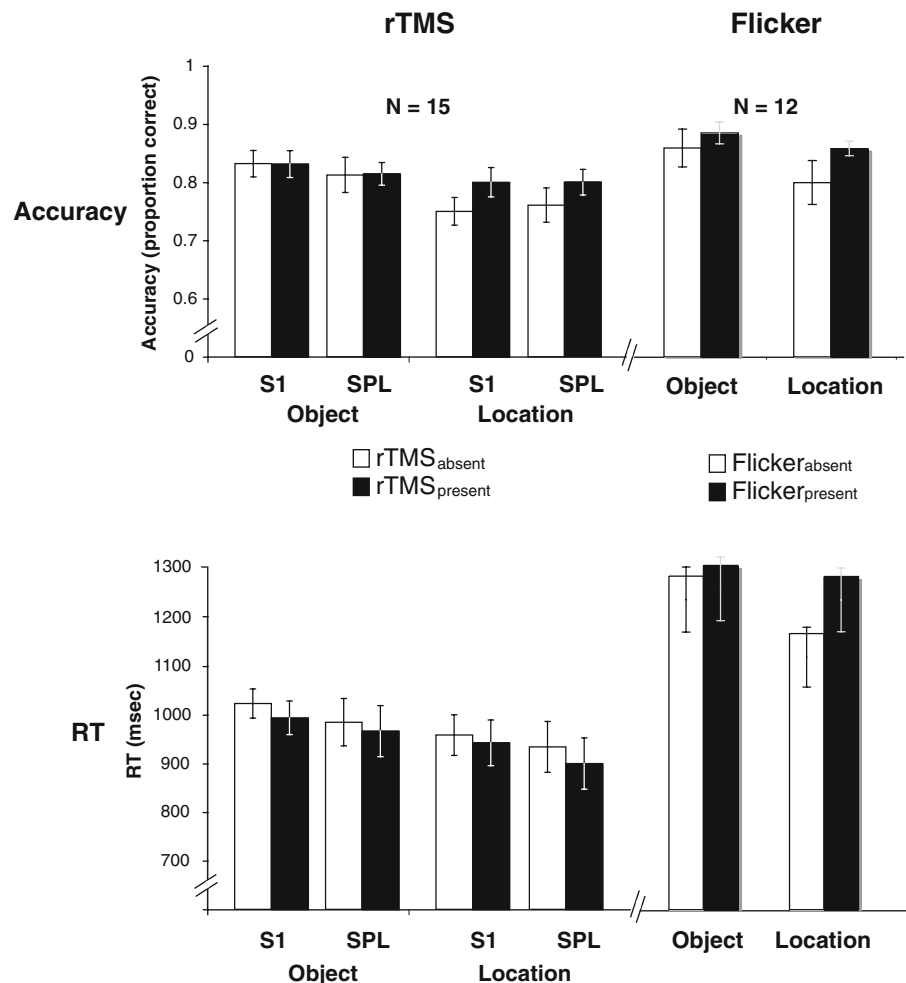 rTMS Flicker
Accuracy
Accuracy (proportion correct)
1
0.9
0.8
0.7
0.6
0
N = 15 N = 12
S1 SPL S1 SPL Object Location
Object Location
rTMSabsent Flickerabsent
rTMSpresent Flickerpresent
RT
RT (msec)
1300
1200
1100
1000
900
800
700
S1 SPL S1 SPL Object Location
Object Location